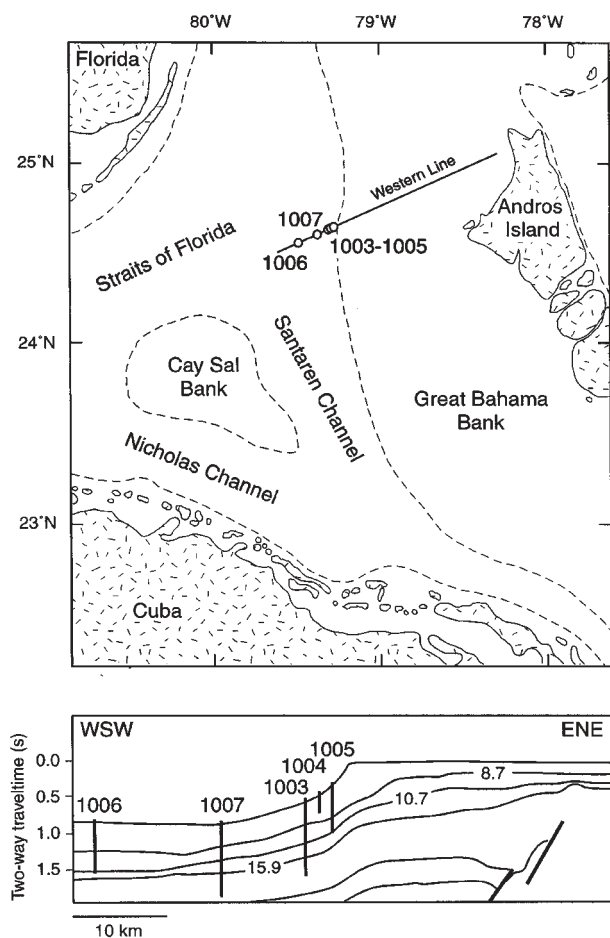 80˚W 79˚W 78˚W
Florida
25˚N
Western Line
1007
Andros
Island
1003-1005
1006
Straits of Florida
24˚N
Santaren Channel
Cay Sal
Bank
Great Bahama
Bank
Nicholas Channel
23˚N
Cuba
WSW ENE
Two-way traveltime (s)
0.0
0.5
1.0
1.5
1005
1004
1003
1006
1007
8.7
10.7
15.9
10 km